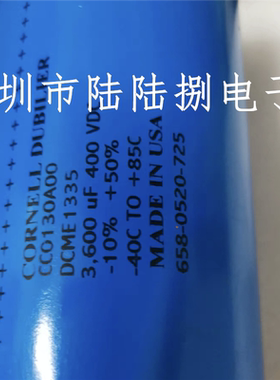 圳市陆陆捌电子
CORNELL DUBILIER
CC0130A00
DCME1335
3,600 uF 400 VDC
-10% +50%
-40C TO +85C
MADE IN USA
658-0520-725